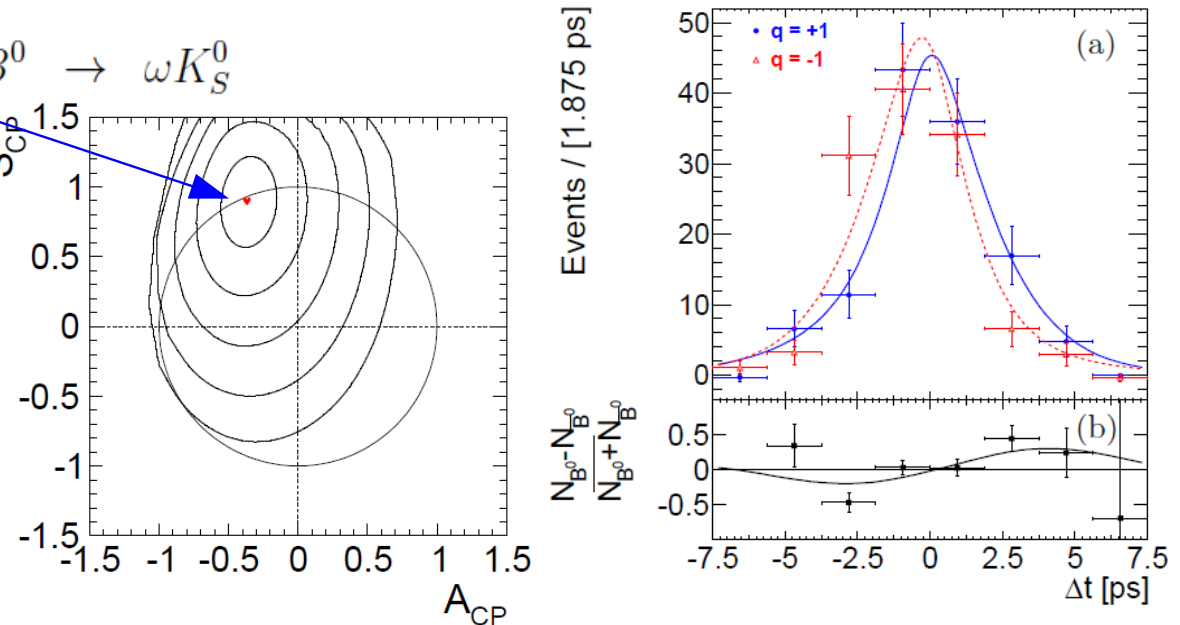 B⁰ → ωK⁰_S
S_CP
1.5
1
0.5
0
-0.5
-1
-1.5
-1.5 -1 -0.5 0 0.5 1 1.5
A_CP
Events / [1.875 ps]
50
40
30
20
10
0
q = +1
q = -1
(a)
N_B⁰-N_B̄⁰
N_B⁰+N_B̄⁰
0.5
0
-0.5
(b)
-7.5 -5 -2.5 0 2.5 5 7.5
Δt [ps]